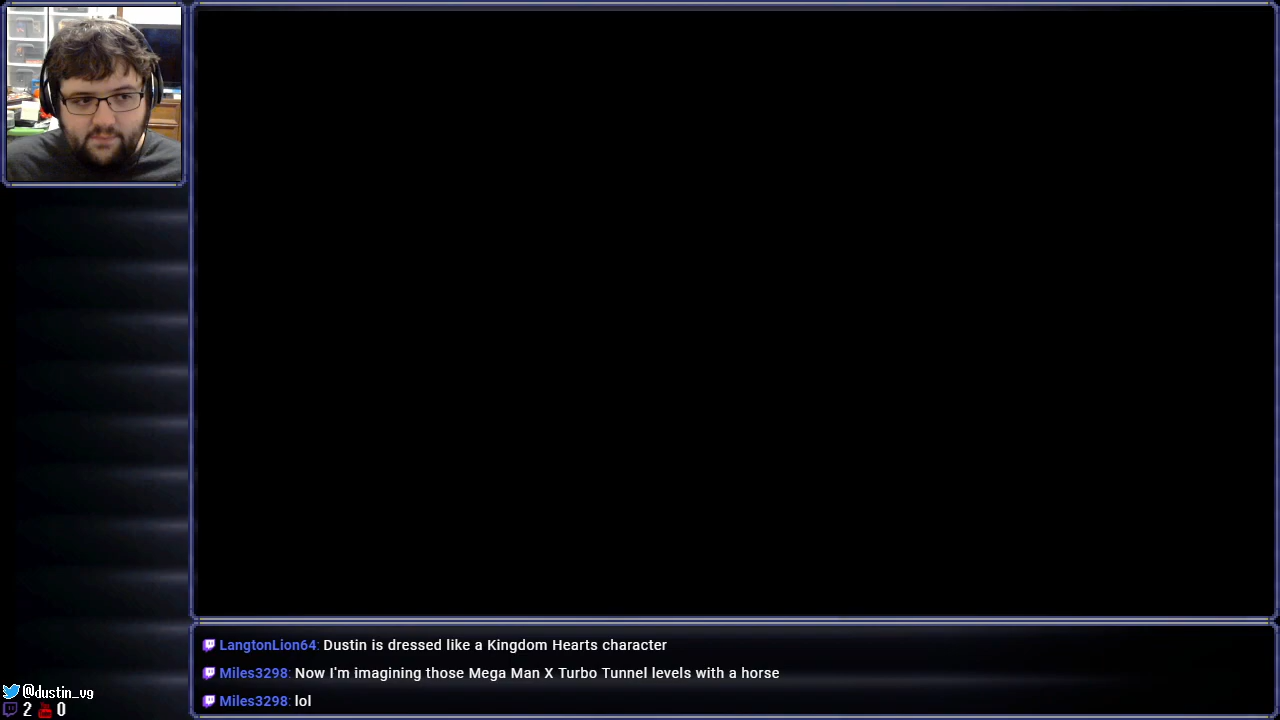 LangtonLion64: Dustin is dressed like a Kingdom Hearts character
Miles3298: Now I'm imagining those Mega Man X Turbo Tunnel levels with a horse
Miles3298: lol
@dustin_vg
2 0